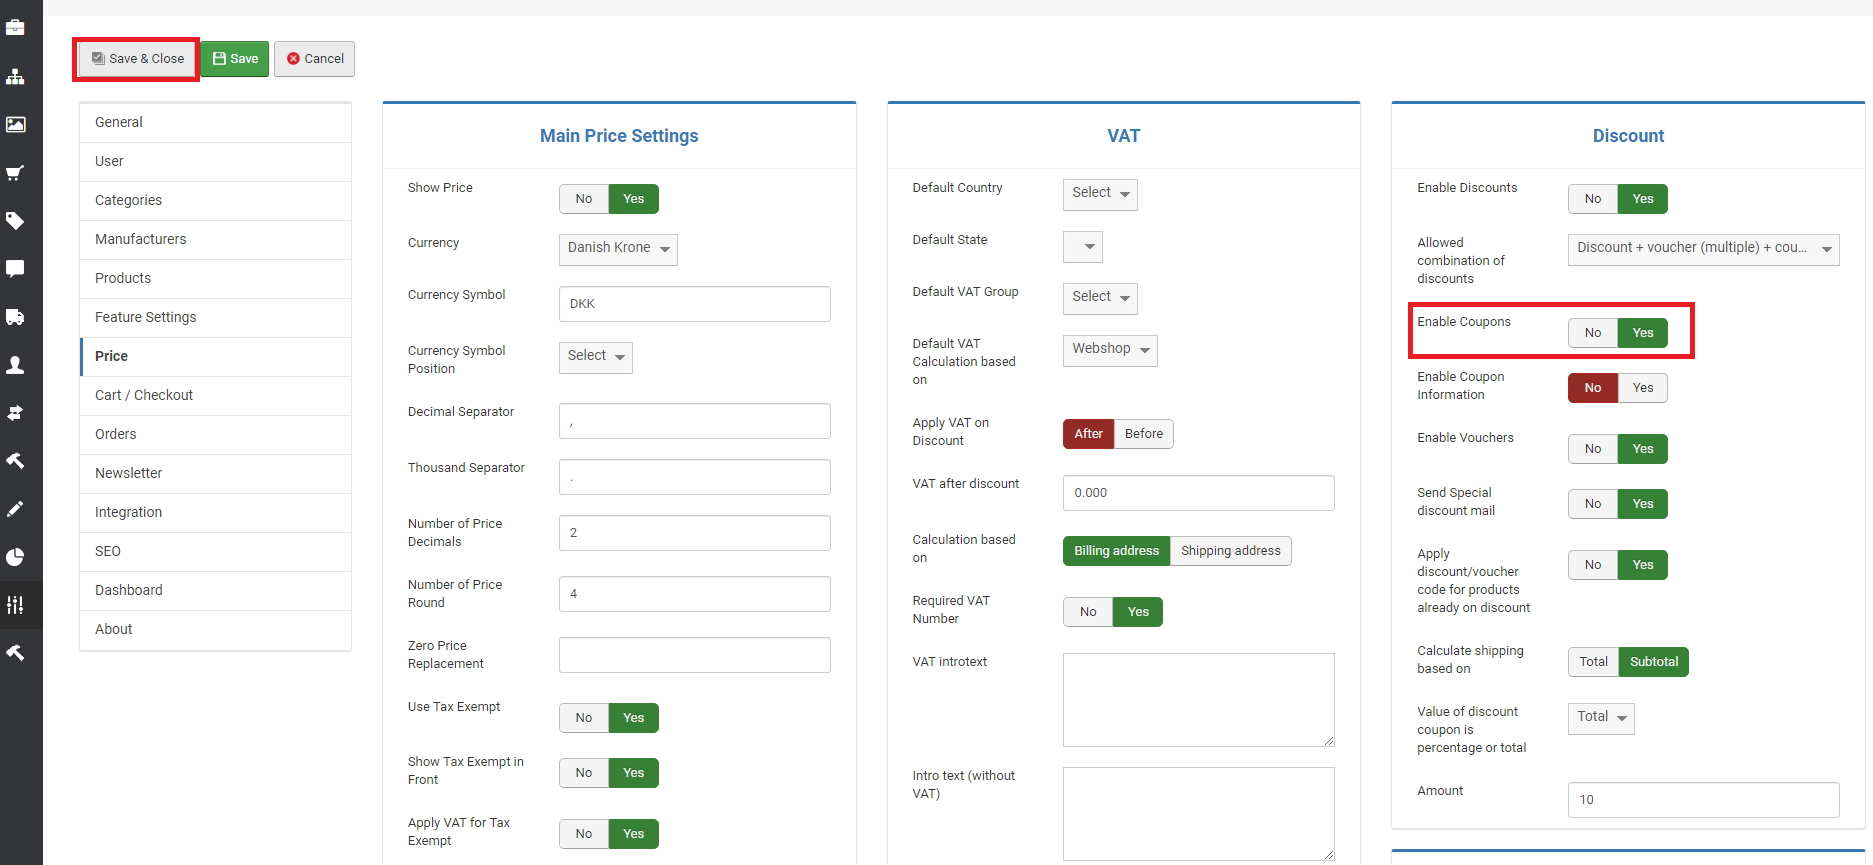 Save & Close
Save
Cancel
General
User
Categories
Manufacturers
Products
Feature Settings
Price
Cart / Checkout
Orders
Newsletter
Integration
SEO
Dashboard
About
Main Price Settings
Show Price
No Yes
Currency
Danish Krone
Currency Symbol
DKK
Currency Symbol
Position
Select
Decimal Separator
,
Thousand Separator
.
Number of Price
Decimals
2
Number of Price
Round
4
Zero Price
Replacement
Use Tax Exempt
No Yes
Show Tax Exempt in
Front
No Yes
Apply VAT for Tax
Exempt
No Yes
VAT
Default Country
Select
Default State
Default VAT Group
Select
Default VAT
Calculation based
on
Webshop
Apply VAT on
Discount
After Before
VAT after discount
0.000
Calculation based
on
Billing address Shipping address
Required VAT
Number
No Yes
VAT introtext
Intro text (without
VAT)
Discount
Enable Discounts
No Yes
Allowed
combination of
discounts
Discount + voucher (multiple) + cou...
Enable Coupons
No Yes
Enable Coupon
Information
No Yes
Enable Vouchers
No Yes
Send Special
discount mail
No Yes
Apply
discount/voucher
code for products
already on discount
No Yes
Calculate shipping
based on
Total Subtotal
Value of discount
coupon is
percentage or total
Total
Amount
10